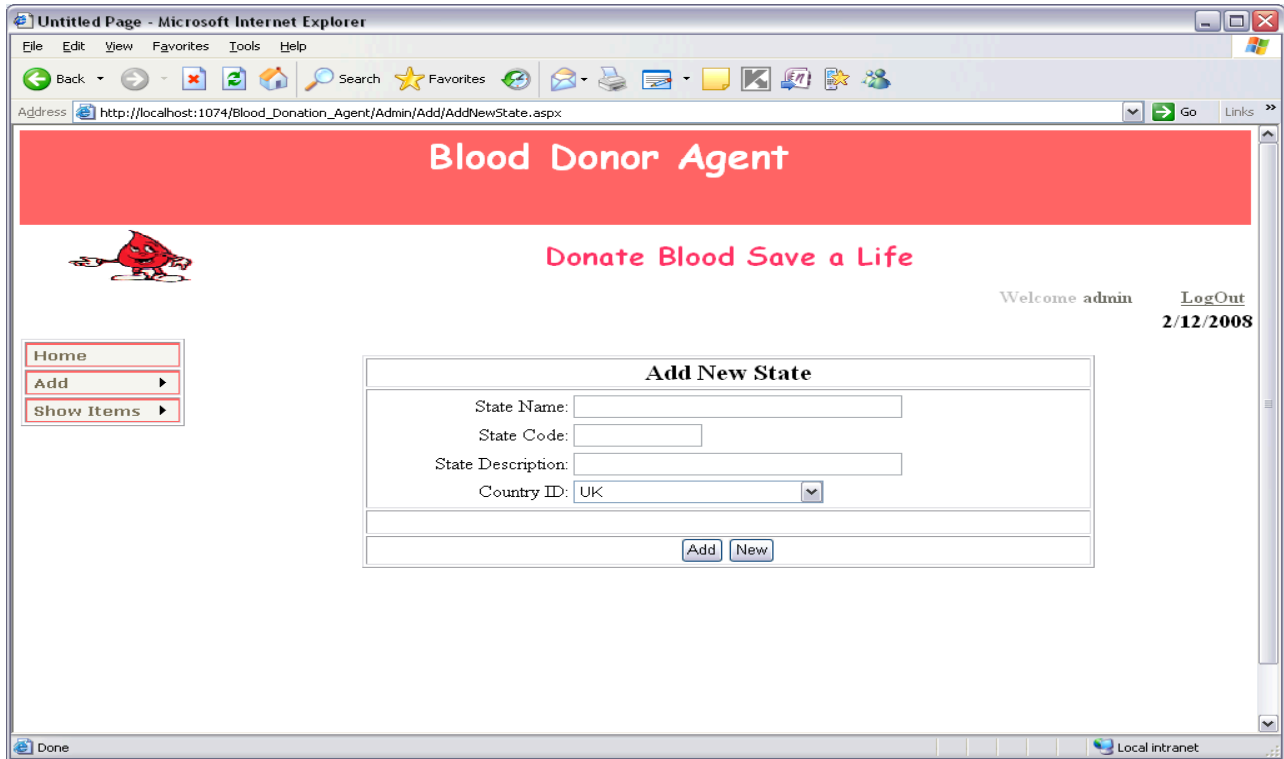 Untitled Page - Microsoft Internet Explorer
File Edit View Favorites Tools Help
Back Search Favorites
Address http://localhost:1074/Blood_Donation_Agent/Admin/Add/AddNewState.aspx Go Links »
Blood Donor Agent
Donate Blood Save a Life
Welcome admin LogOut
2/12/2008
Home
Add
Show Items
Add New State
State Name:
State Code:
State Description:
Country ID: UK
Add New
Done Local intranet